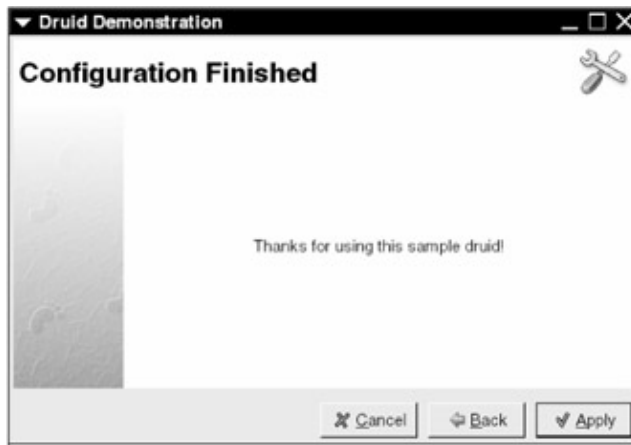 Druid Demonstration
Configuration Finished
Thanks for using this sample druid!
Cancel Back Apply